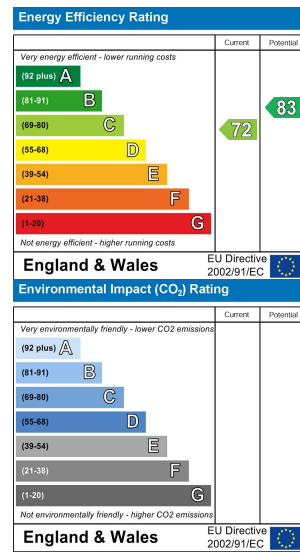 Energy Efficiency Rating
Current Potential
Very energy efficient - lower running costs
(92 plus) A
(81-91) B
(69-80) C
(55-68) D
(39-54) E
(21-38) F
(1-20) G
72
83
Not energy efficient - higher running costs
England & Wales
EU Directive
2002/91/EC
Environmental Impact (CO₂) Rating
Current Potential
Very environmentally friendly - lower CO2 emissions
(92 plus) A
(81-91) B
(69-80) C
(55-68) D
(39-54) E
(21-38) F
(1-20) G
Not environmentally friendly - higher CO2 emissions
England & Wales
EU Directive
2002/91/EC